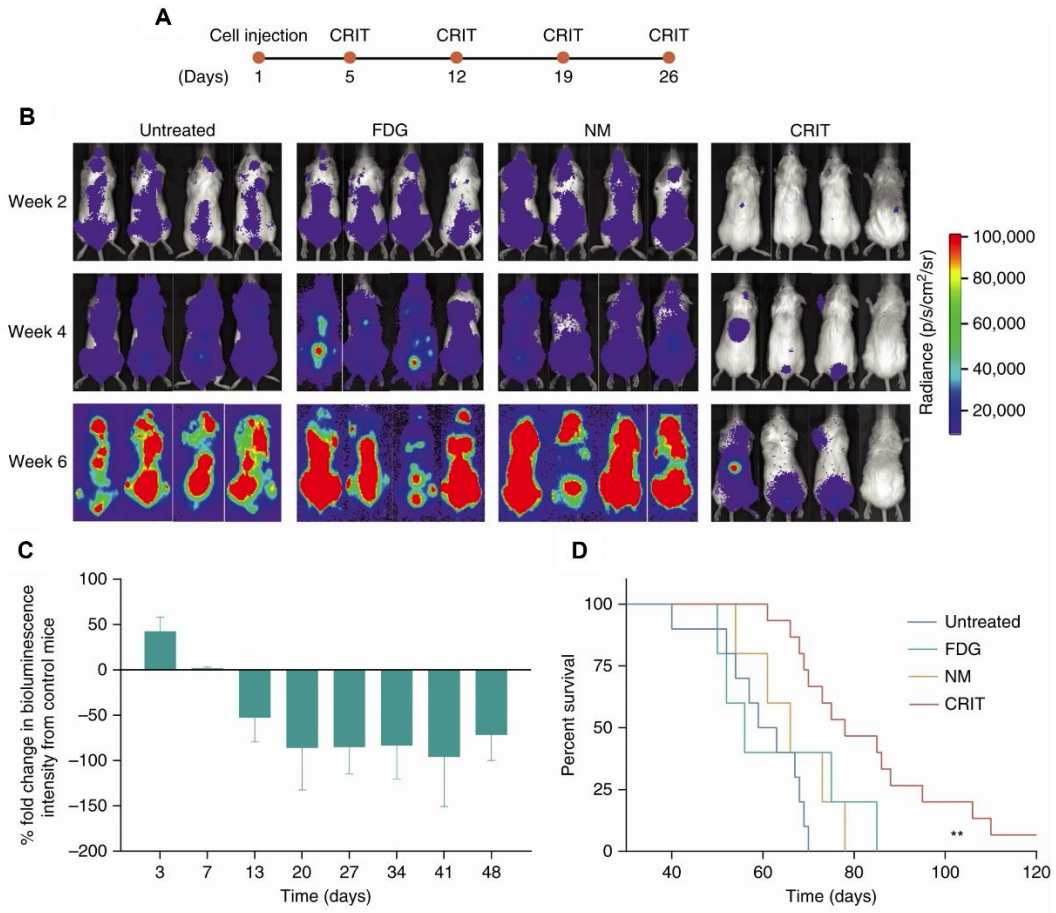 A
Cell injection CRIT CRIT CRIT CRIT
(Days) 1 5 12 19 26
B
Untreated FDG NM CRIT
Week 2
Week 4
Week 6
100,000
80,000
60,000
40,000
20,000
Radiance (p/s/cm²/sr)
C
% fold change in bioluminescence
intensity from control mice
100
50
0
−50
−100
−150
−200
3 7 13 20 27 34 41 48
Time (days)
D
Percent survival
100
75
50
25
0
Untreated
FDG
NM
CRIT
**
40 60 80 100 120
Time (days)